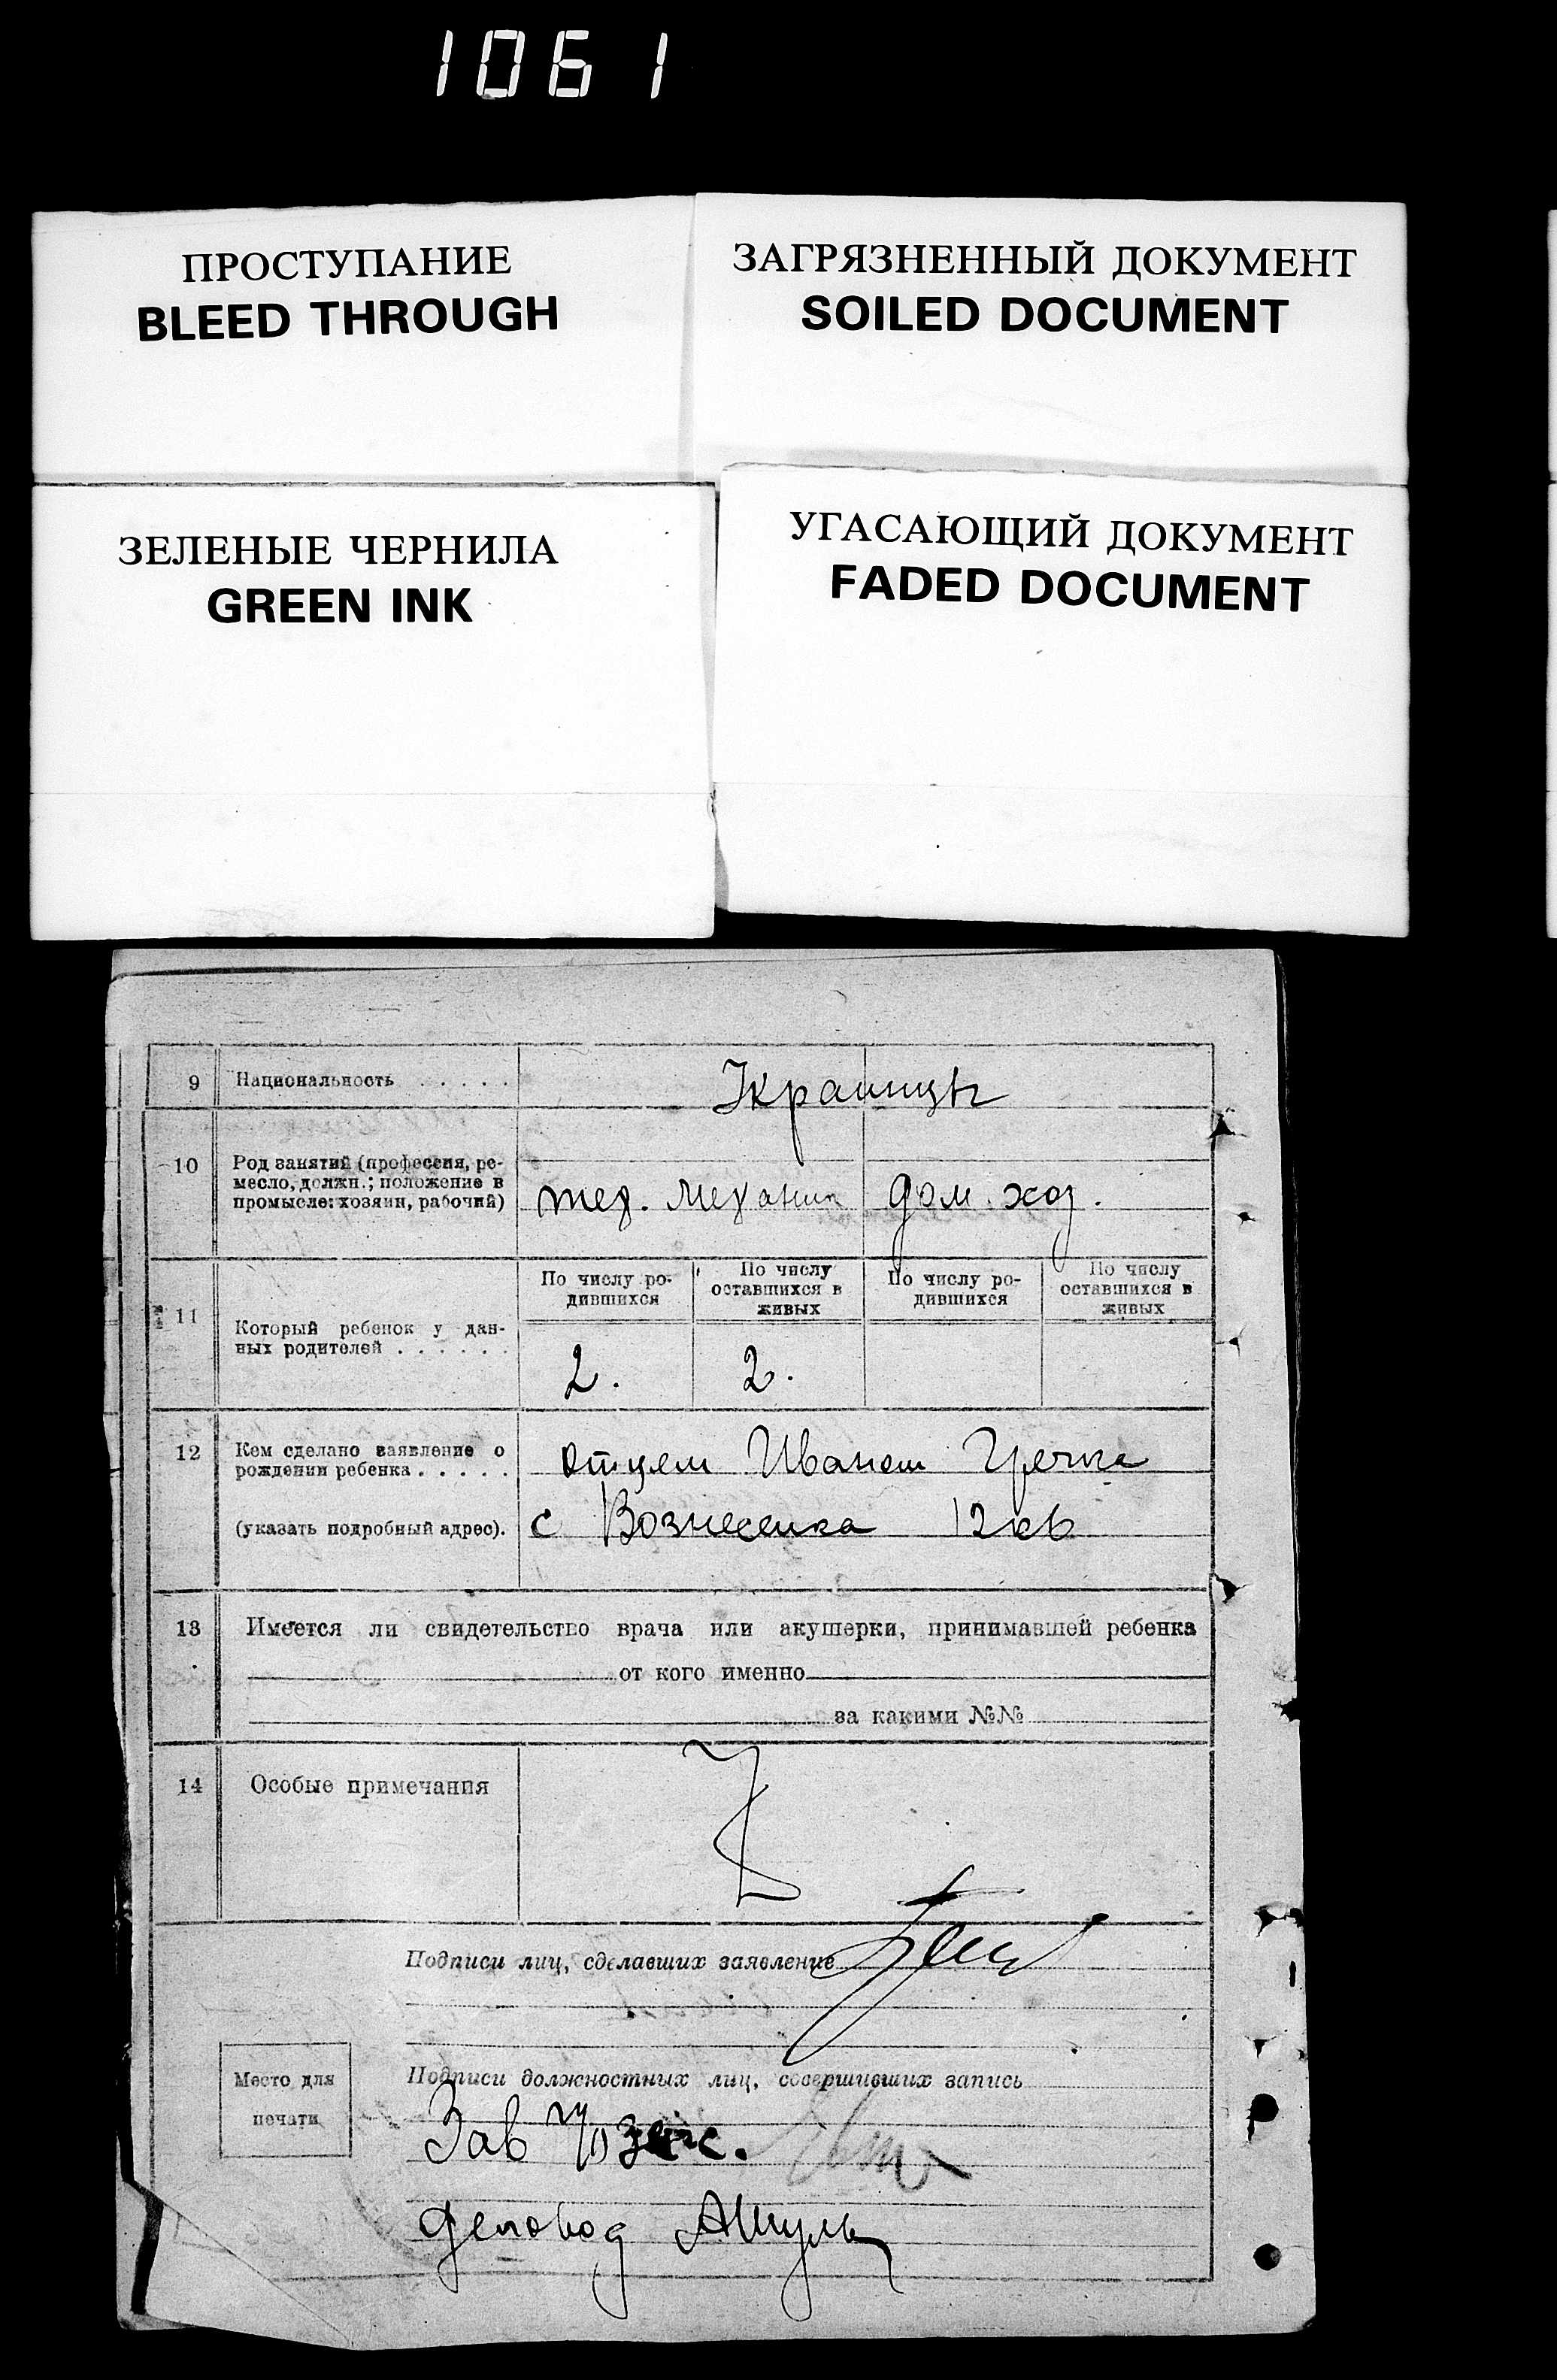 1061
ПРОСТУПАНИЕ
BLEED THROUGH
ЗАГРЯЗНЕННЫЙ ДОКУМЕНТ
SOILED DOCUMENT
ЗЕЛЕНЫЕ ЧЕРНИЛА
GREEN INK
УГАСАЮЩИЙ ДОКУМЕНТ
FADED DOCUMENT
9 Национальность . . . . .
10 Род занятий (профессия, ре-
месло, должн.; положение в
промысле: хозяин, рабочий)
тех. Механик дом. хоз.
11 Который ребенок у дан-
ных родителей . . . . . .
По числу ро-
дившихся
По числу
оставшихся в
живых
По числу ро-
дившихся
По числу
оставшихся в
живых
2. 2.
12 Кем сделано заявление о
рождении ребенка . . . . .
отцем Иваном Гречка
(указать подробный адрес). с Вознесенка 12 кв
13 Имеется ли свидетельство врача или акушерки, принимавшей ребенка
от кого именно
за какими №№
14 Особые примечания
Подписи лиц, сделавших заявление
Место для
печати
Подписи должностных лиц, совершивших запись
Зав
Деловод